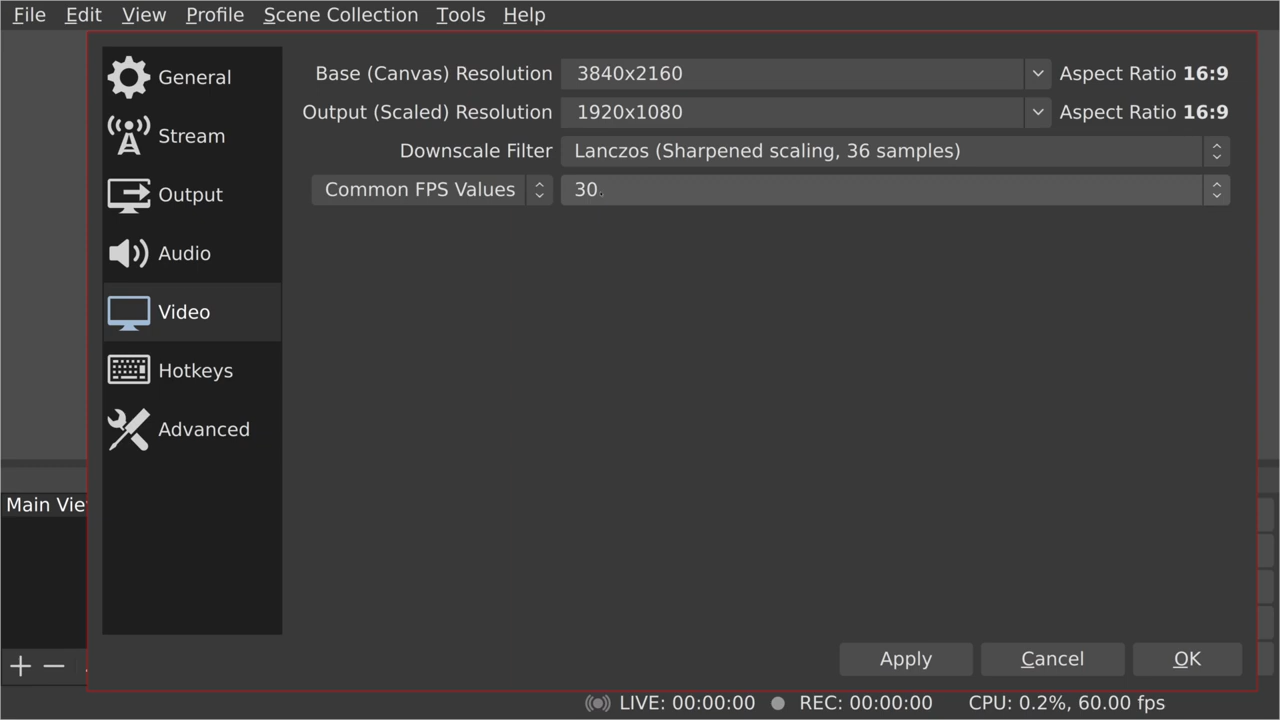 File Edit View Profile Scene Collection Tools Help
General
Stream
Output
Audio
Video
Hotkeys
Advanced
Base (Canvas) Resolution 3840x2160 Aspect Ratio 16:9
Output (Scaled) Resolution 1920x1080 Aspect Ratio 16:9
Downscale Filter Lanczos (Sharpened scaling, 36 samples)
Common FPS Values 30
Main Vie
Apply Cancel OK
LIVE: 00:00:00 REC: 00:00:00 CPU: 0.2%, 60.00 fps